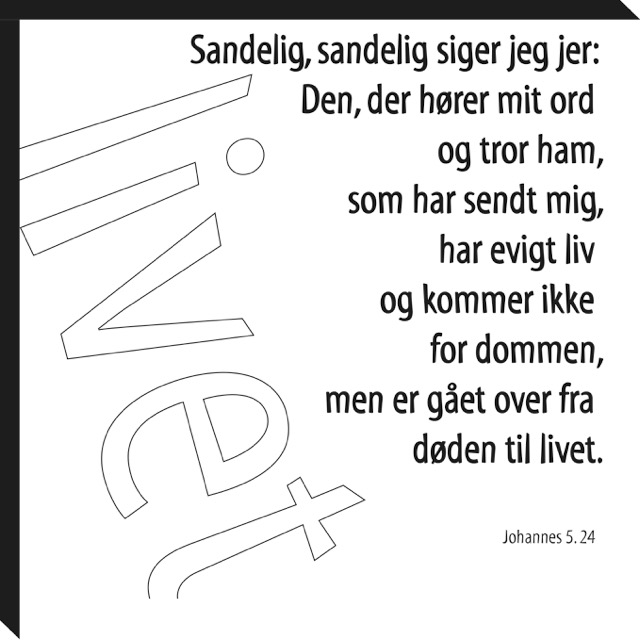 Sandelig, sandelig siger jeg jer:
Den, der hører mit ord
og tror ham,
som har sendt mig,
har evigt liv
og kommer ikke
for dommen,
men er gået over fra
døden til livet.
Johannes 5. 24
livet